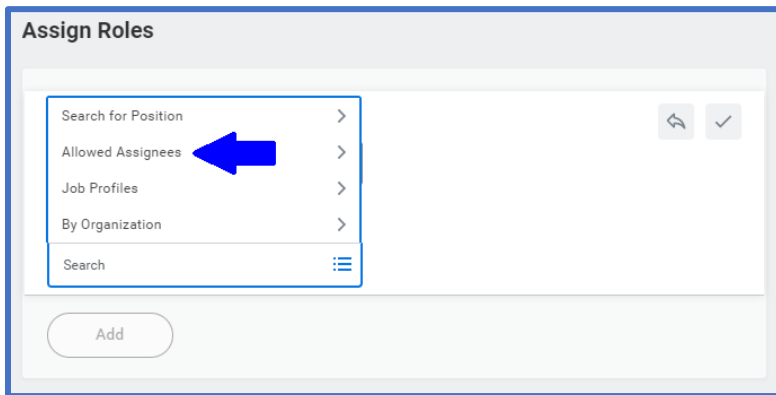 Assign Roles
Search for Position
Allowed Assignees
Job Profiles
By Organization
Search
Add